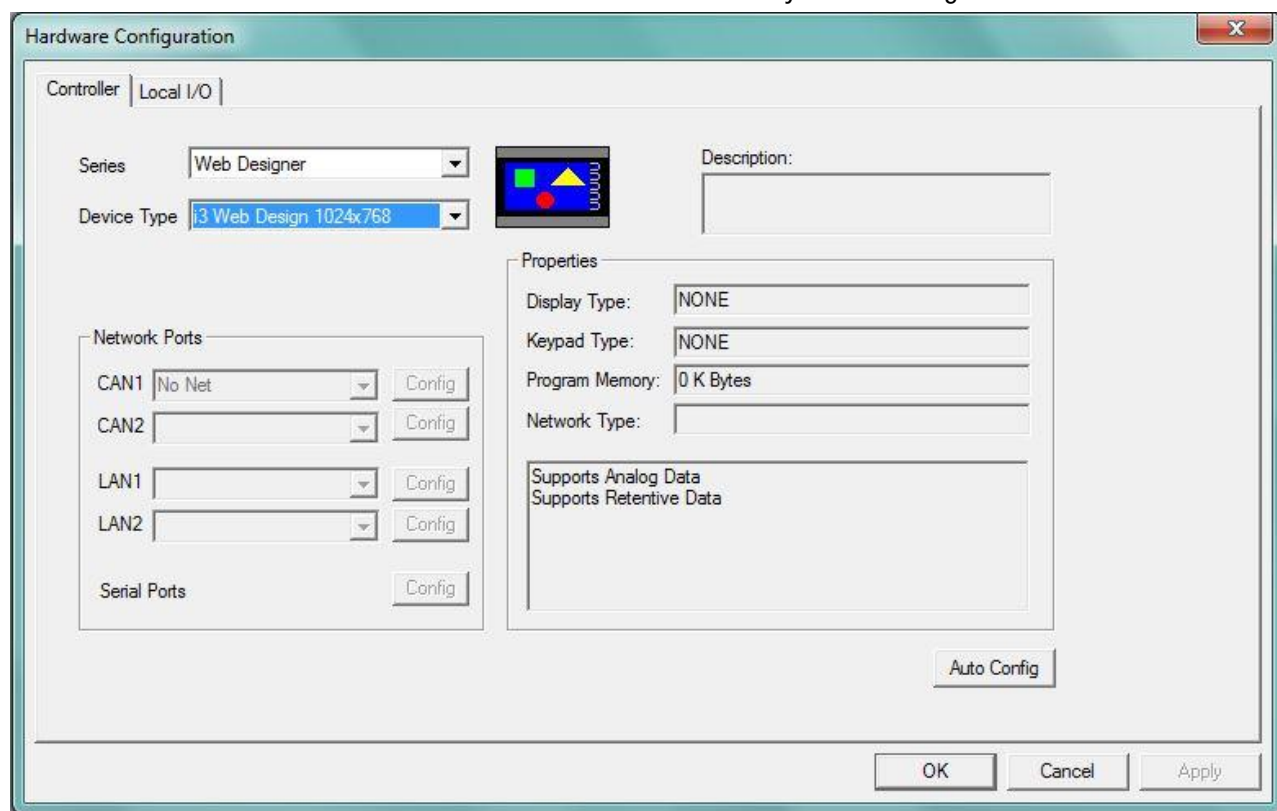 Hardware Configuration
Controller Local I/O
Series Web Designer
Device Type i3 Web Design 1024x768
Description:
Properties
Display Type: NONE
Keypad Type: NONE
Program Memory: 0 K Bytes
Network Type:
Supports Analog Data
Supports Retentive Data
Network Ports
CAN1 No Net Config
CAN2 Config
LAN1 Config
LAN2 Config
Serial Ports Config
Auto Config
OK Cancel Apply